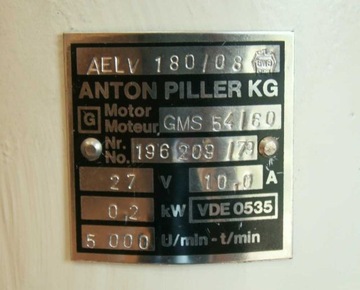 AELV 180/08
ANTON PILLER KG
G Motor
Moteur GMS 54/60
Nr.
No. 196 209 /79
27 V 10,0 A
0,2 kW VDE 0535
5 000 U/min-t/min